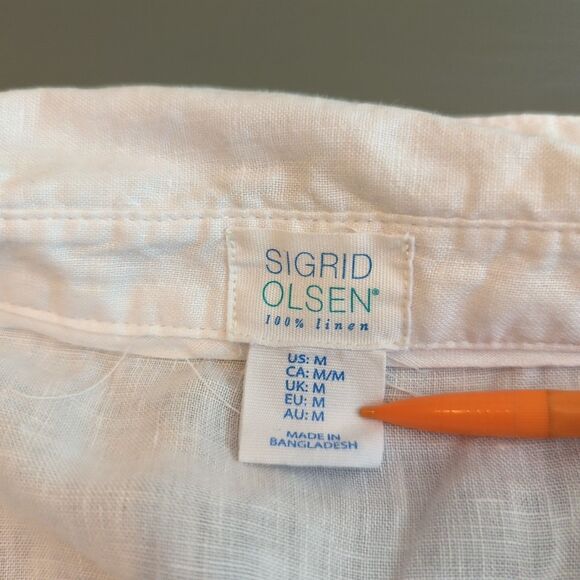 SIGRID
OLSEN®
100% linen
US: M
CA: M/M
UK: M
EU: M
AU: M
MADE IN
BANGLADESH